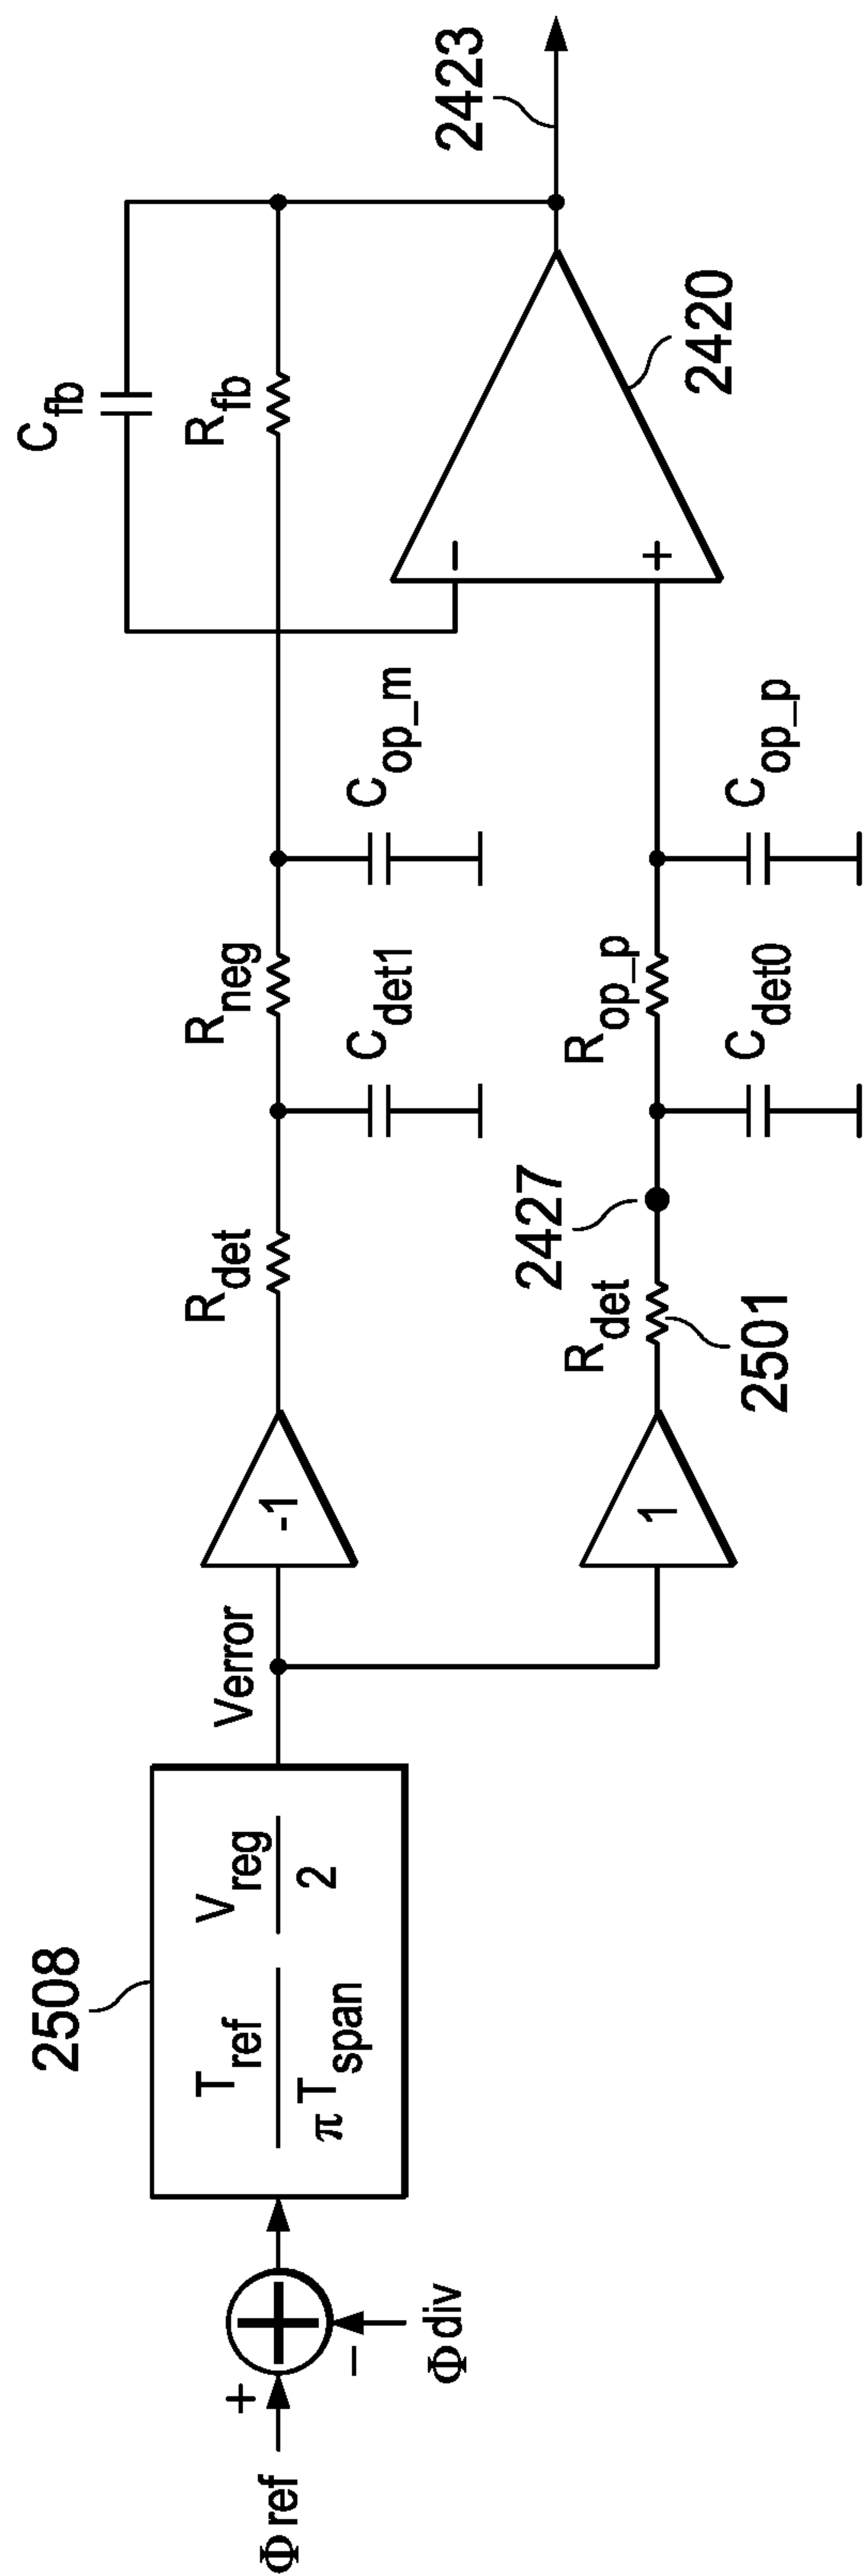 Φref
+
−
Φdiv
2508
T_ref
πT_span
V_reg
2
Verror
-1
1
R_det
R_det
2501
2427
C_det1
C_det0
R_neg
R_op_p
C_op_m
C_op_p
C_fb
R_fb
−
+
2420
2423